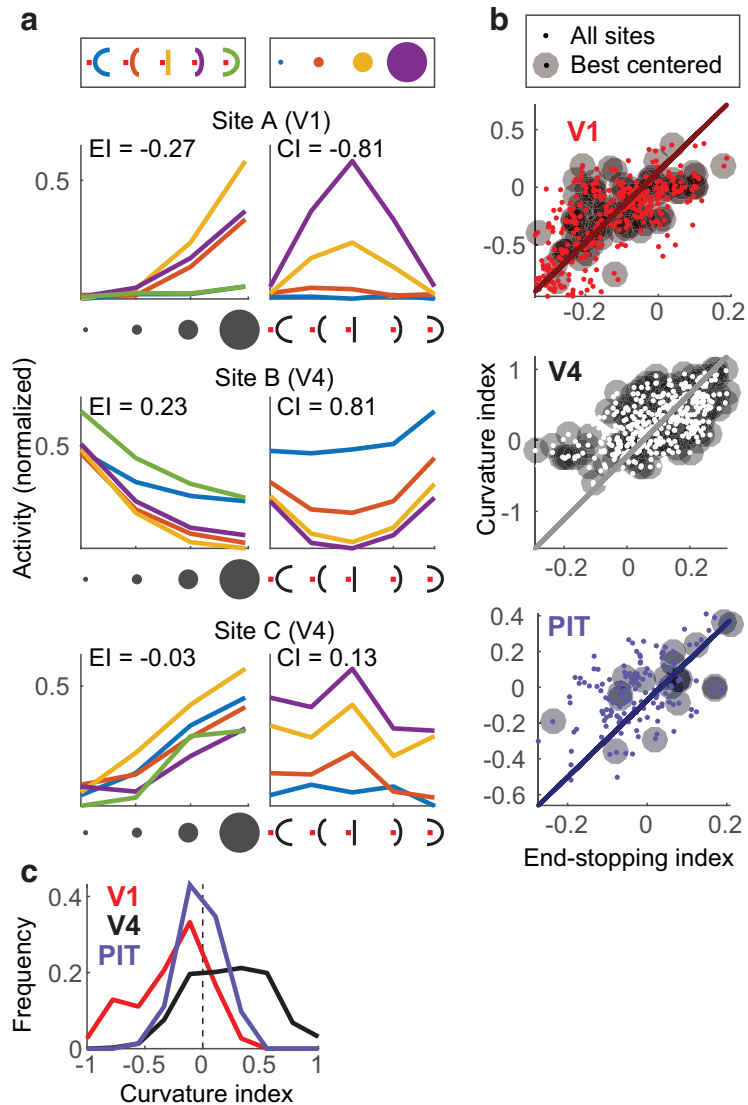 a
b
All sites
Best centered
Site A (V1)
EI = -0.27
CI = -0.81
0.5
V1
0.5
0
-0.5
-0.2
0
0.2
Site B (V4)
EI = 0.23
CI = 0.81
0.5
Activity (normalized)
V4
1
0
-1
-0.2
0
0.2
Curvature index
Site C (V4)
EI = -0.03
CI = 0.13
0.5
PIT
0.4
0.2
0
-0.2
-0.4
-0.6
-0.2
0
0.2
End-stopping index
c
V1
V4
PIT
0.4
0.2
0
Frequency
-1
-0.5
0
0.5
1
Curvature index